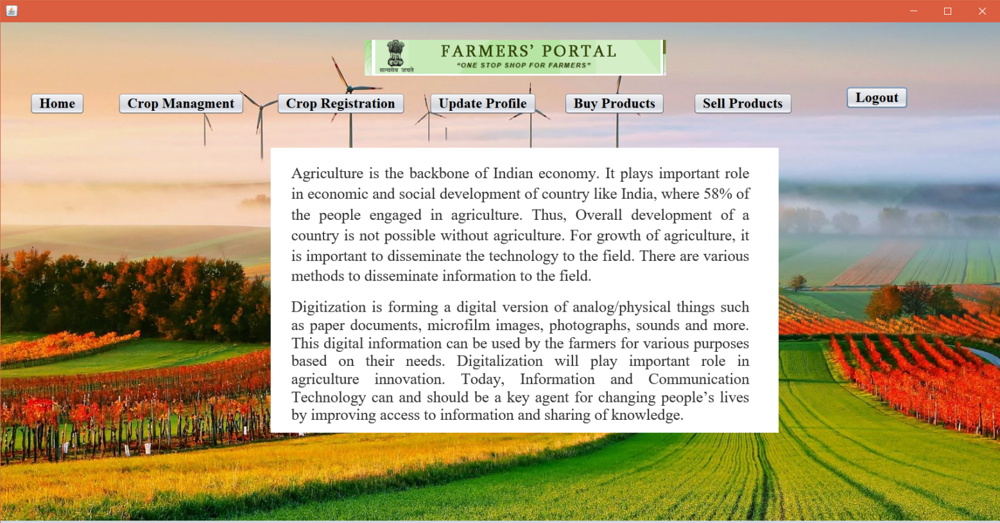 FARMERS' PORTAL
सत्यमेव जयते
“ONE STOP SHOP FOR FARMERS”
Home
Crop Managment
Crop Registration
Update Profile
Buy Products
Sell Products
Logout
Agriculture is the backbone of Indian economy. It plays important role
in economic and social development of country like India, where 58% of
the people engaged in agriculture. Thus, Overall development of a
country is not possible without agriculture. For growth of agriculture, it
is important to disseminate the technology to the field. There are various
methods to disseminate information to the field.
Digitization is forming a digital version of analog/physical things such
as paper documents, microfilm images, photographs, sounds and more.
This digital information can be used by the farmers for various purposes
based on their needs. Digitalization will play important role in
agriculture innovation. Today, Information and Communication
Technology can and should be a key agent for changing people’s lives
by improving access to information and sharing of knowledge.